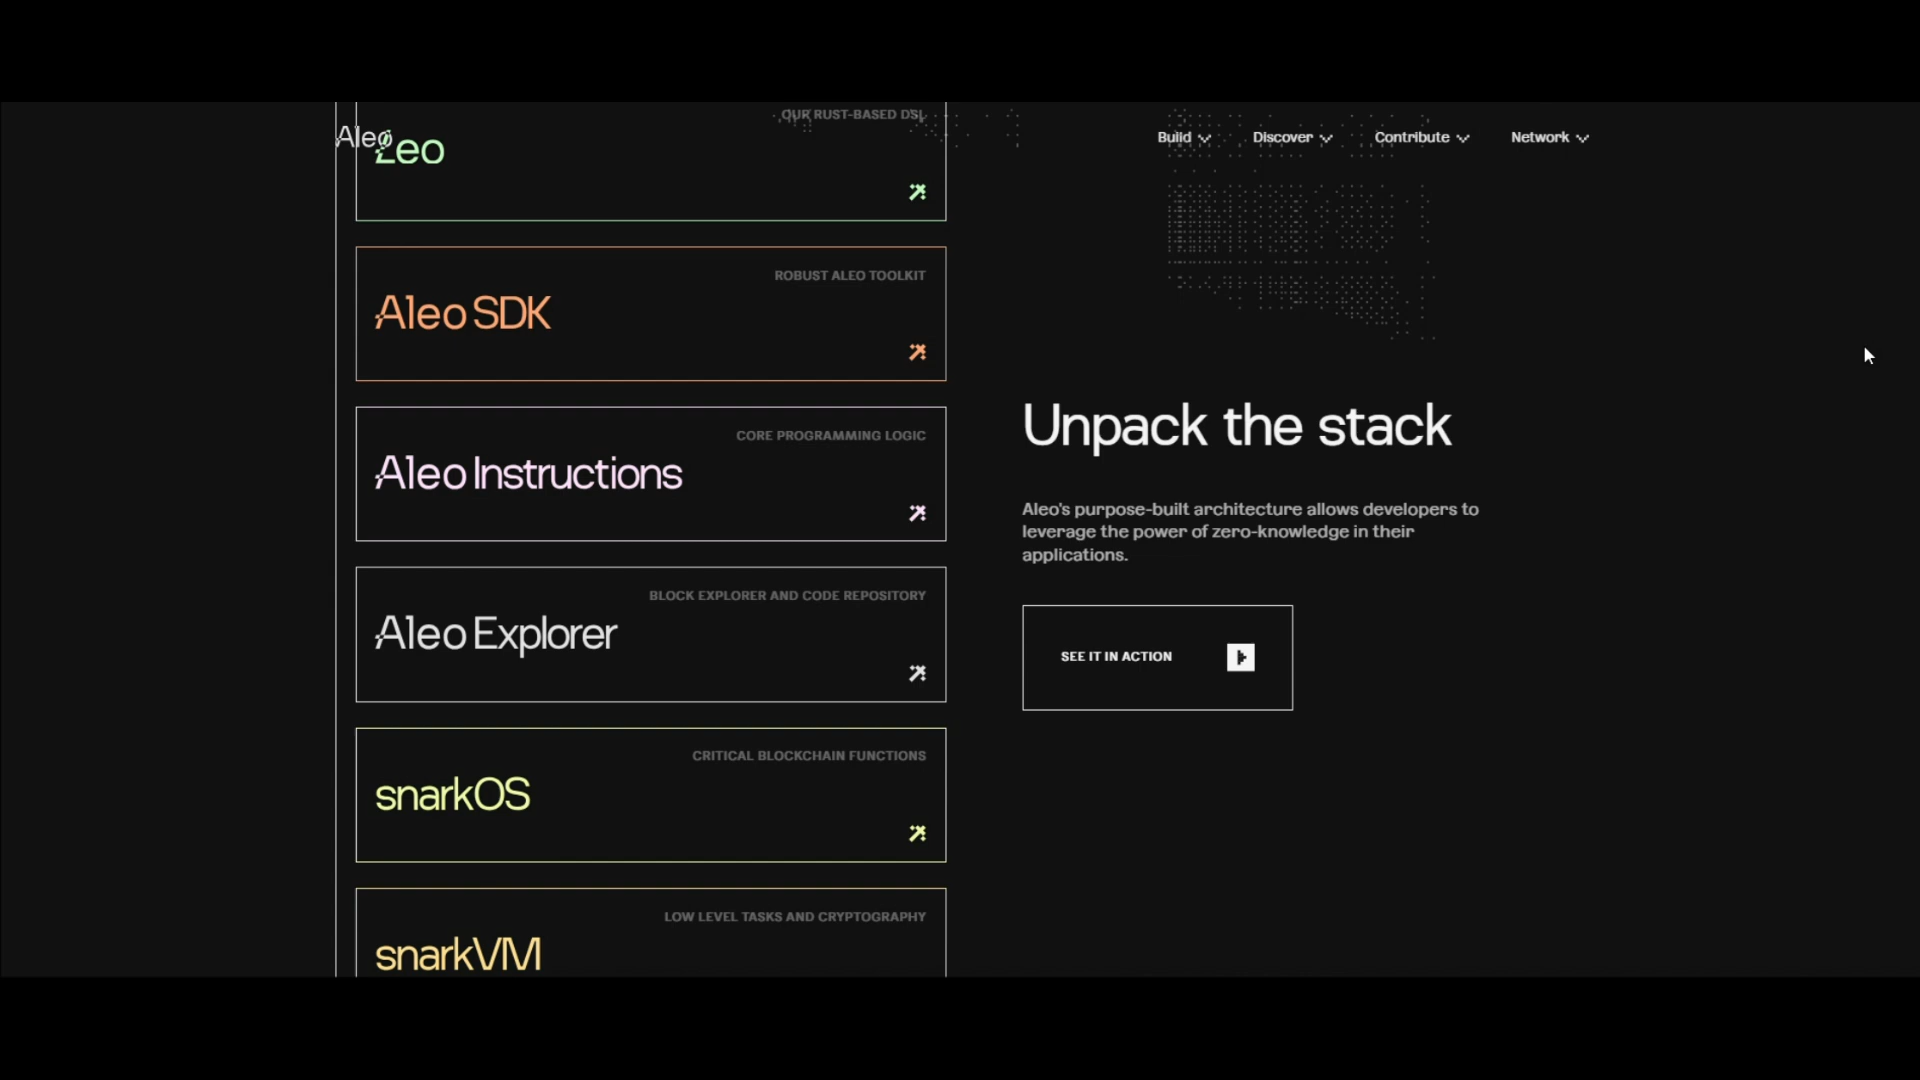 Aleo
Build
Discover
Contribute
Network
OUR RUST-BASED DSL
Leo
ROBUST ALEO TOOLKIT
Aleo SDK
CORE PROGRAMMING LOGIC
Aleo Instructions
BLOCK EXPLORER AND CODE REPOSITORY
Aleo Explorer
CRITICAL BLOCKCHAIN FUNCTIONS
snarkOS
LOW LEVEL TASKS AND CRYPTOGRAPHY
snarkVM
Unpack the stack
Aleo's purpose-built architecture allows developers to
leverage the power of zero-knowledge in their
applications.
SEE IT IN ACTION